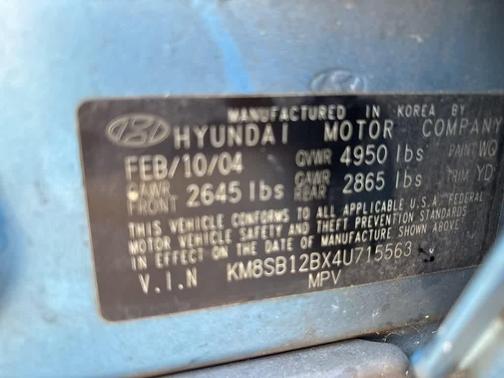 MANUFACTURED IN KOREA BY
HYUNDAI MOTOR COMPANY
FEB/10/04 GVWR 4950 lbs PAINT WQ
GAWR FRONT 2645 lbs GAWR REAR 2865 lbs TRIM YD
THIS VEHICLE CONFORMS TO ALL APPLICABLE U.S.A FEDERAL
MOTOR VEHICLE SAFETY AND THEFT PREVENTION STANDARDS
IN EFFECT ON THE DATE OF MANUFACTURE SHOWN ABOVE.
V.I.N KM8SB12BX4U715563
MPV